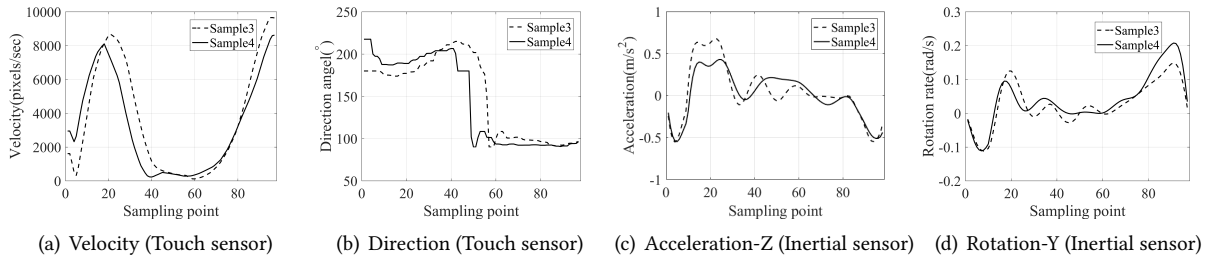 10000
8000
6000
4000
2000
0
Velocity(pixels/sec)
0 20 40 60 80
Sampling point
Sample3
Sample4
(a) Velocity (Touch sensor)
250
200
150
100
50
Direction angel(°)
0 20 40 60 80
Sampling point
Sample3
Sample4
(b) Direction (Touch sensor)
1
0.5
0
-0.5
-1
Acceleration(m/s²)
0 20 40 60 80
Sampling point
Sample3
Sample4
(c) Acceleration-Z (Inertial sensor)
0.3
0.2
0.1
0
-0.1
-0.2
Rotation rate(rad/s)
0 20 40 60 80
Sampling point
Sample3
Sample4
(d) Rotation-Y (Inertial sensor)